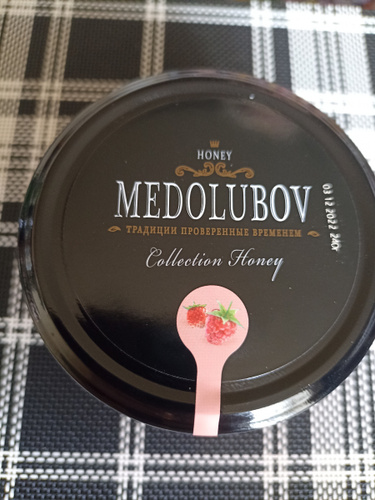 HONEY
MEDOLUBOV
ТРАДИЦИИ ПРОВЕРЕННЫЕ ВРЕМЕНЕМ
Collection Honey
03 12 2022